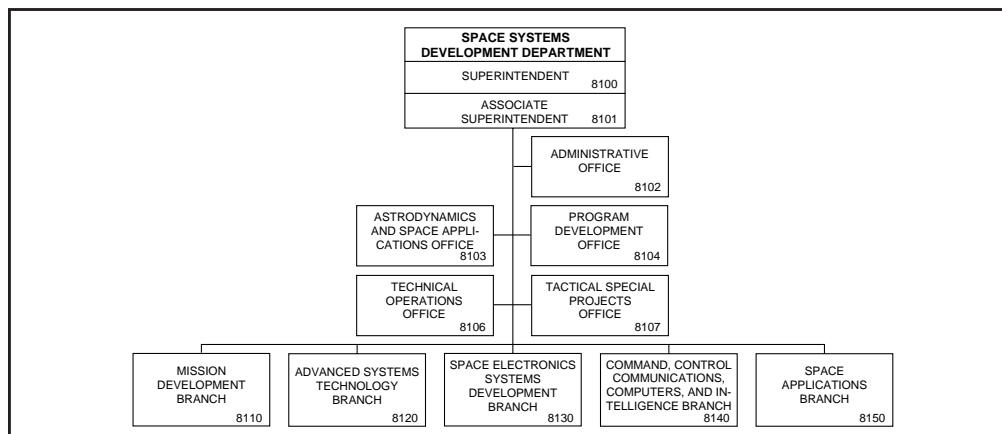 SPACE SYSTEMS
DEVELOPMENT DEPARTMENT
SUPERINTENDENT
8100
ASSOCIATE
SUPERINTENDENT
8101
ADMINISTRATIVE
OFFICE
8102
ASTRODYNAMICS
AND SPACE APPLI-
CATIONS OFFICE
8103
PROGRAM
DEVELOPMENT
OFFICE
8104
TECHNICAL
OPERATIONS
OFFICE
8106
TACTICAL SPECIAL
PROJECTS
OFFICE
8107
MISSION
DEVELOPMENT
BRANCH
8110
ADVANCED SYSTEMS
TECHNOLOGY
BRANCH
8120
SPACE ELECTRONICS
SYSTEMS
DEVELOPMENT
BRANCH
8130
COMMAND, CONTROL
COMMUNICATIONS,
COMPUTERS, AND IN-
TELLIGENCE BRANCH
8140
SPACE
APPLICATIONS
BRANCH
8150